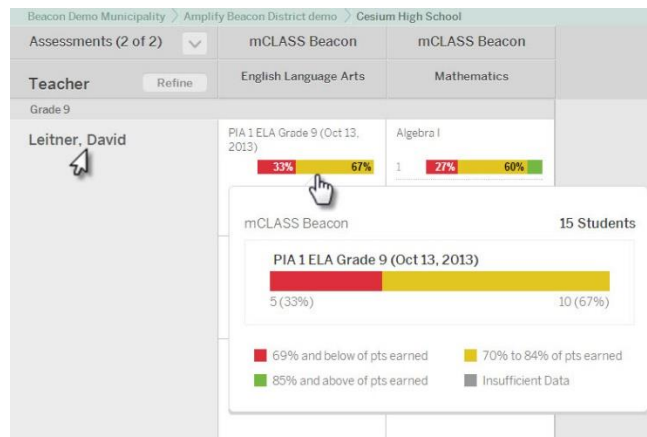 Beacon Demo Municipality > Amplify Beacon District demo > Cesium High School
Assessments (2 of 2)
mCLASS Beacon
mCLASS Beacon
Teacher
Refine
English Language Arts
Mathematics
Grade 9
Leitner, David
PIA 1 ELA Grade 9 (Oct 13,
2013)
33% 67%
Algebra I
1 27% 60%
mCLASS Beacon
15 Students
PIA 1 ELA Grade 9 (Oct 13, 2013)
5 (33%)
10 (67%)
69% and below of pts earned
70% to 84% of pts earned
85% and above of pts earned
Insufficient Data